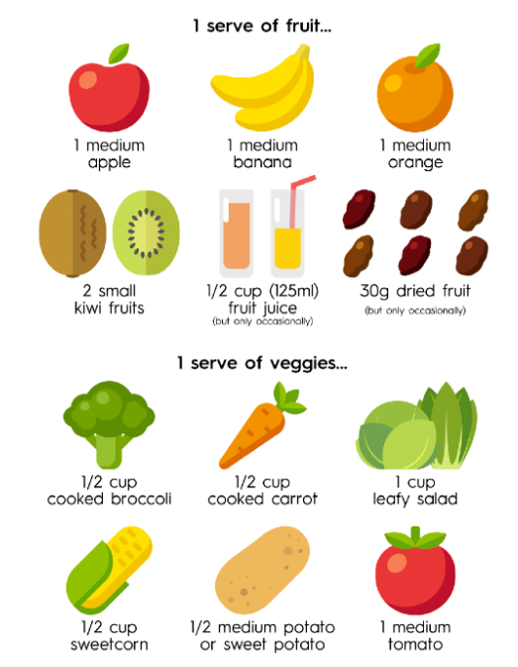 1 serve of fruit...
1 medium
apple
1 medium
banana
1 medium
orange
2 small
kiwi fruits
1/2 cup (125ml)
fruit juice
(but only occasionally)
30g dried fruit
(but only occasionally)
1 serve of veggies...
1/2 cup
cooked broccoli
1/2 cup
cooked carrot
1 cup
leafy salad
1/2 cup
sweetcorn
1/2 medium potato
or sweet potato
1 medium
tomato